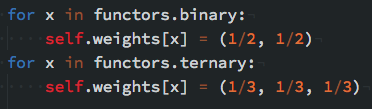 for x in functors.binary:
    self.weights[x] = (1/2, 1/2)
for x in functors.ternary:
    self.weights[x] = (1/3, 1/3, 1/3)